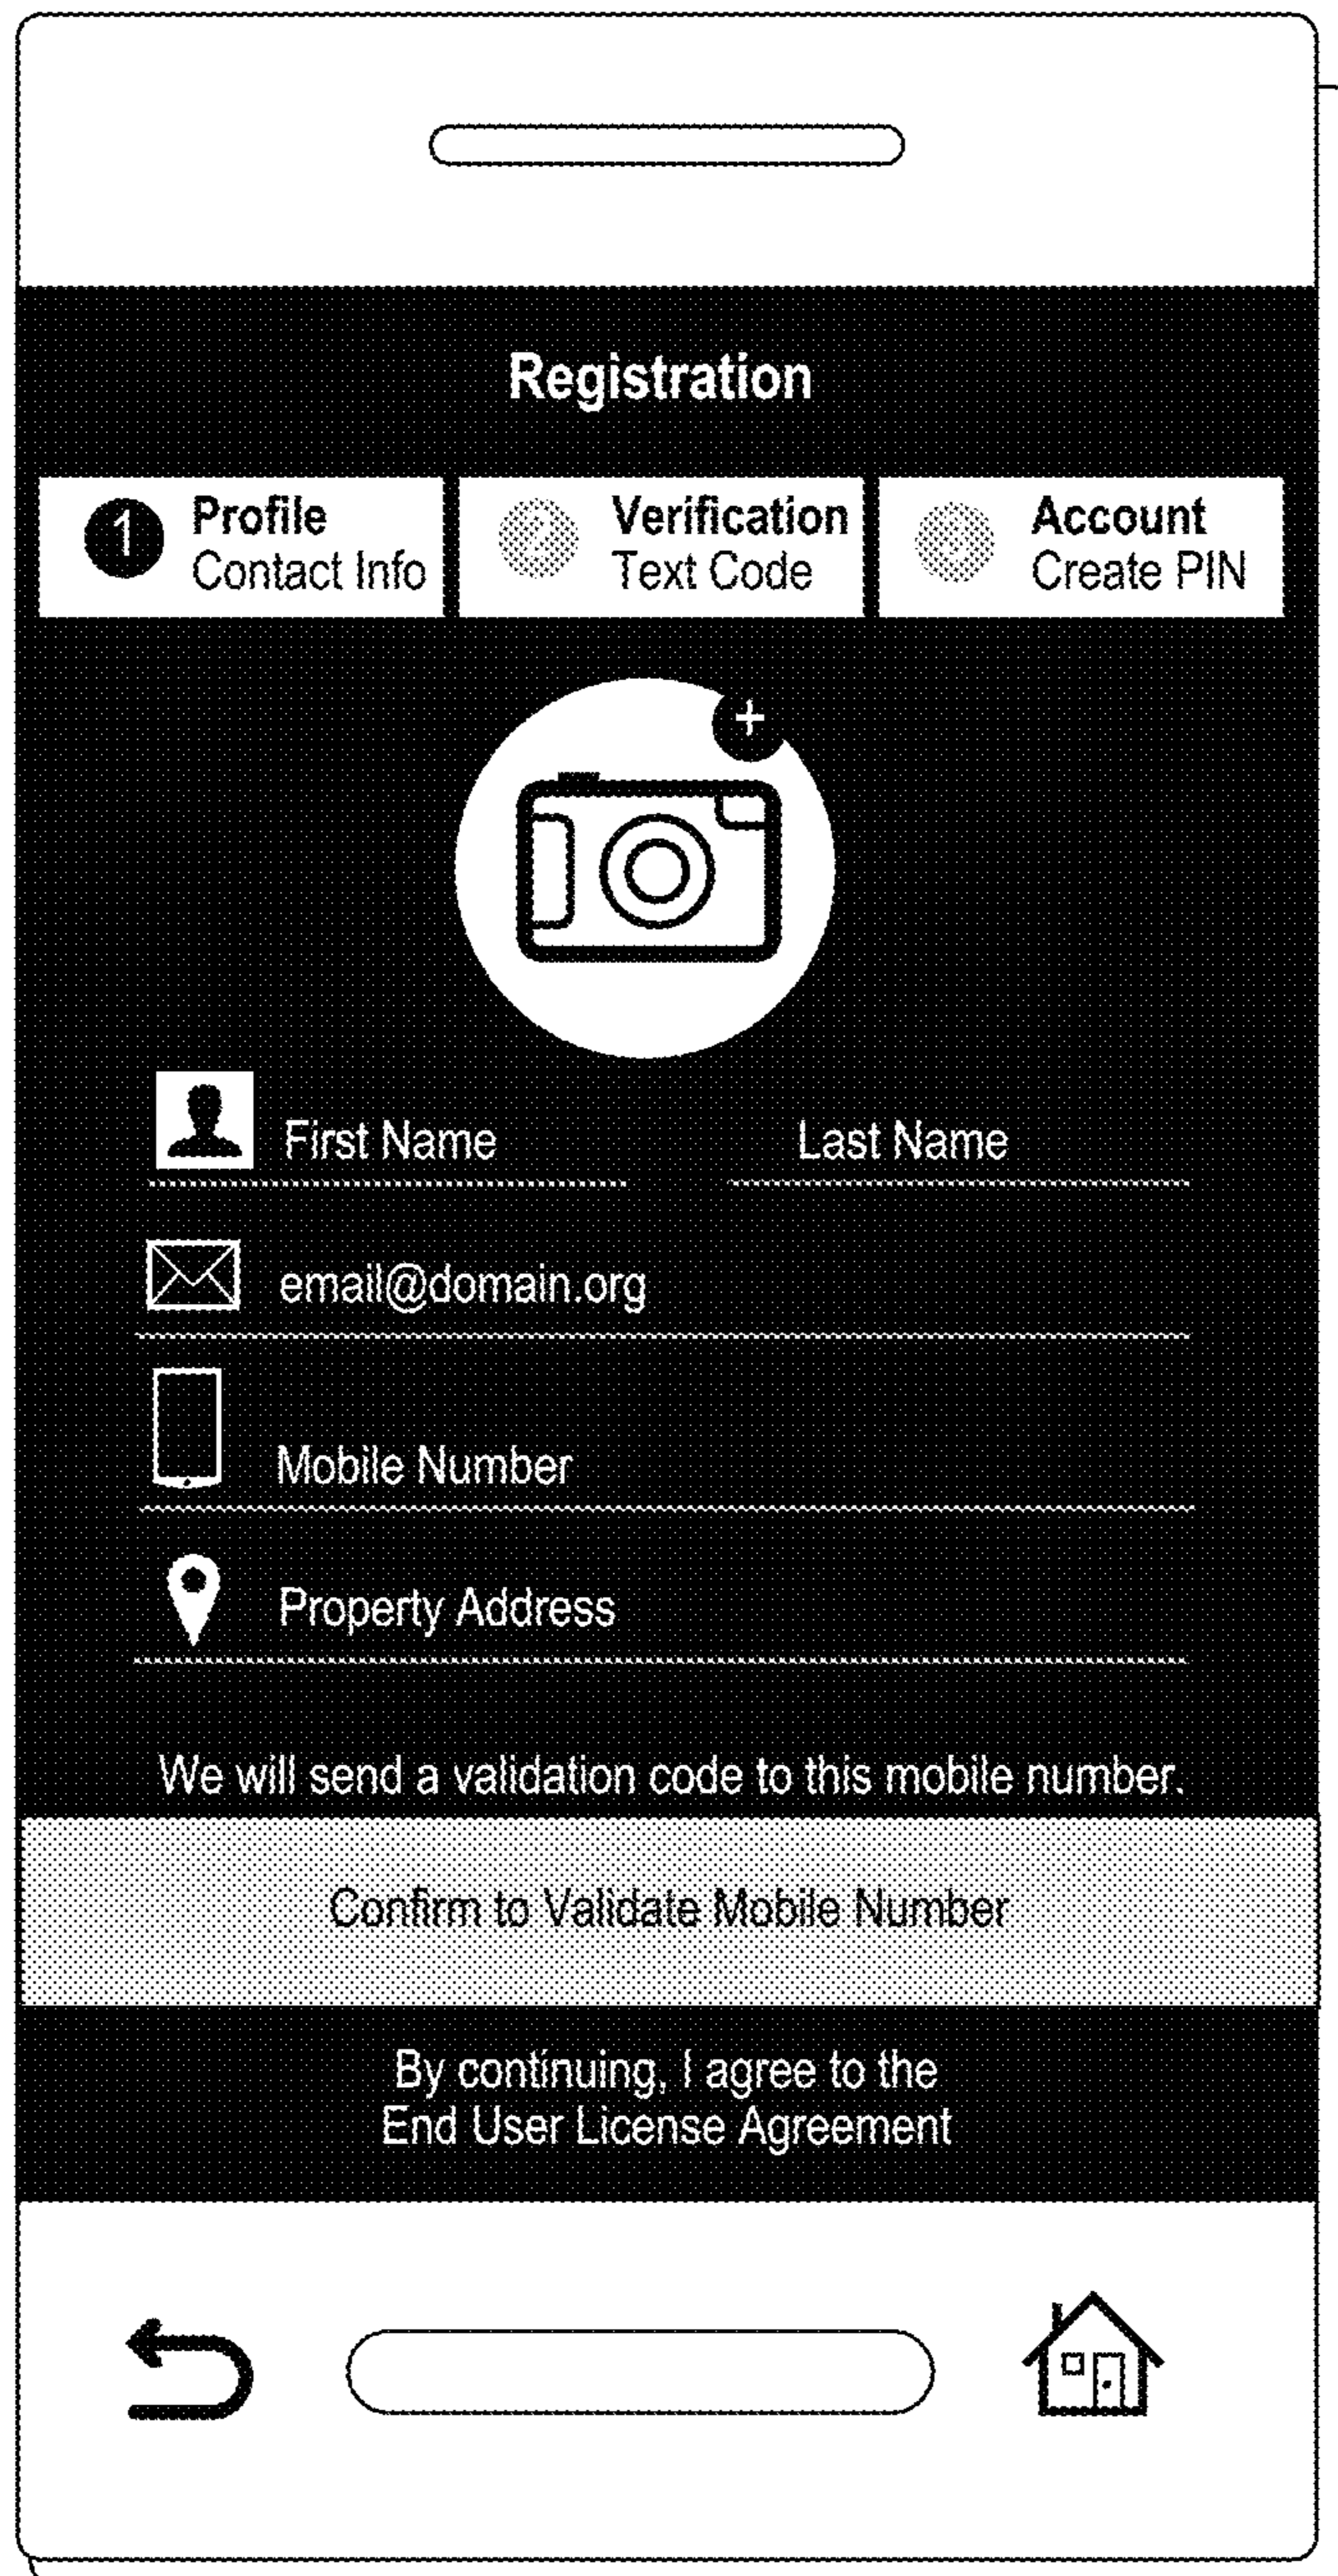 Registration
1 Profile
Contact Info
2 Verification
Text Code
3 Account
Create PIN
+
First Name Last Name
email@domain.org
Mobile Number
Property Address
We will send a validation code to this mobile number.
Confirm to Validate Mobile Number
By continuing, I agree to the
End User License Agreement